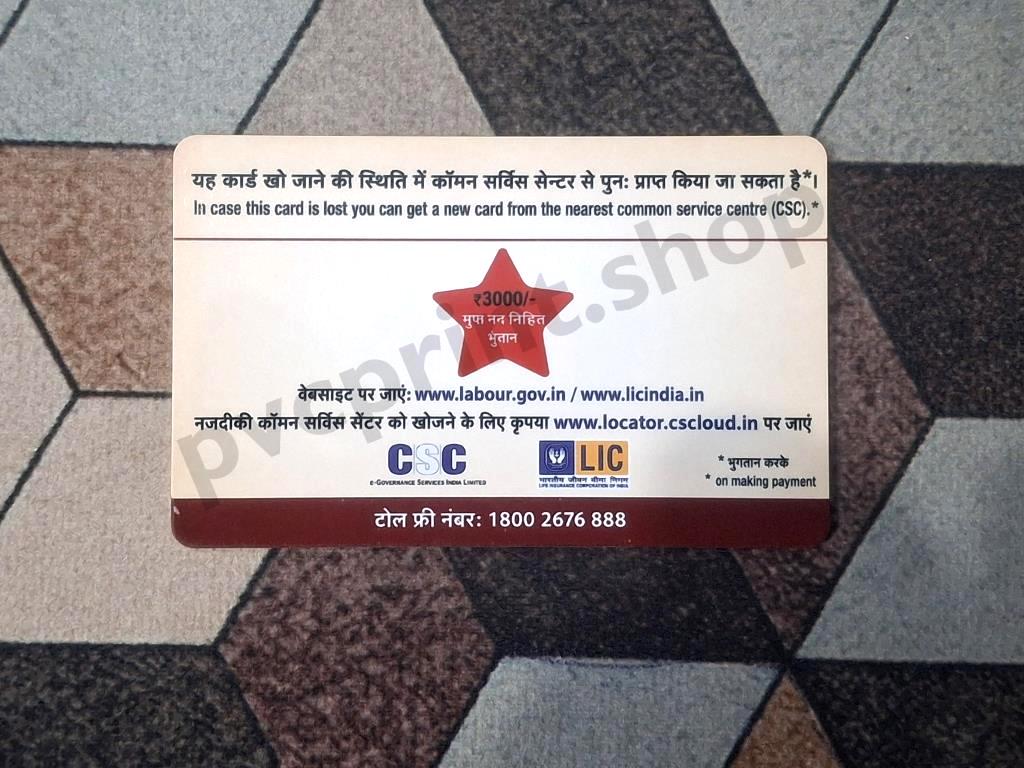 यह कार्ड खो जाने की स्थिति में कॉमन सर्विस सेन्टर से पुनः प्राप्त किया जा सकता है*।
In case this card is lost you can get a new card from the nearest common service centre (CSC).*
₹3000/-
मुफ्त नद निहित
भुंतान
वेबसाइट पर जाएं: www.labour.gov.in / www.licindia.in
नजदीकी कॉमन सर्विस सेंटर को खोजने के लिए कृपया www.locator.cscloud.in पर जाएं
CSC
e-Governance Services India Limited
LIC
भारतीय जीवन बीमा निगम
LIFE INSURANCE CORPORATION OF INDIA
* भुगतान करके
* on making payment
टोल फ्री नंबर: 1800 2676 888
pvcprint.shop